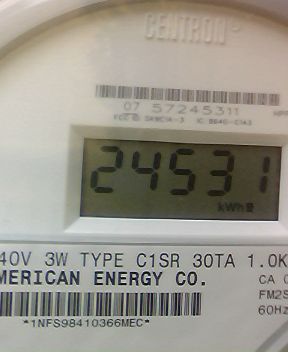 CENTRON
07 57245311
24531
kWh
40V 3W TYPE C1SR 30TA 1.0K
MERICAN ENERGY CO.
CA 0
FM2S
60Hz
*1NFS98410366MEC*